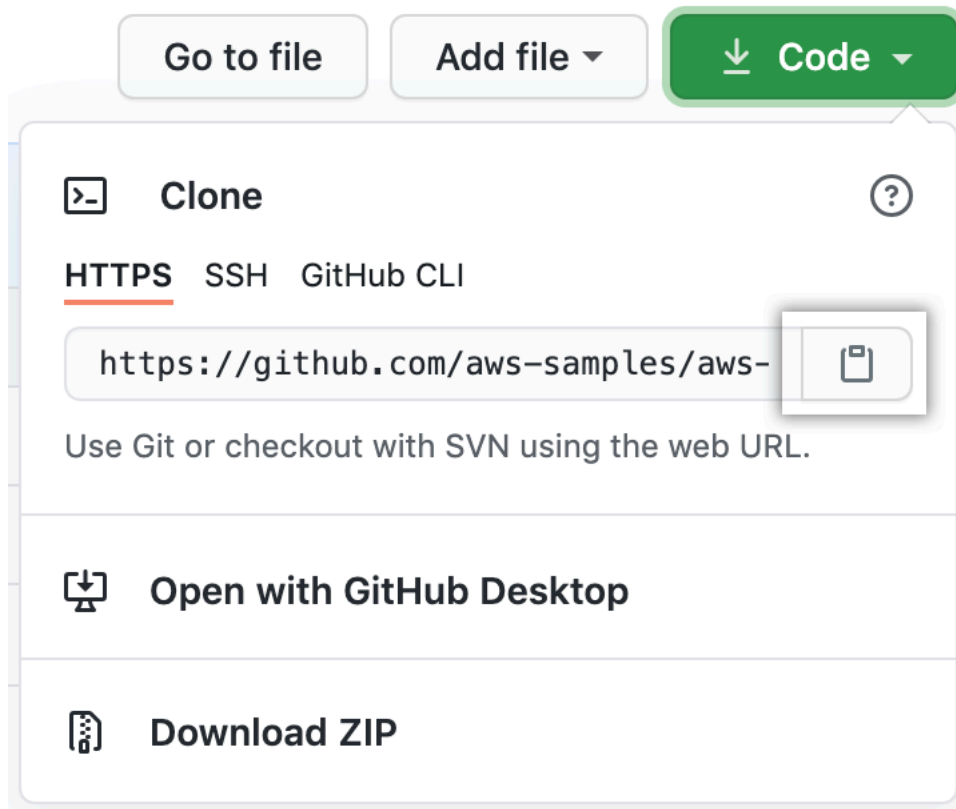 Go to file Add file Code
Clone
HTTPS SSH GitHub CLI
https://github.com/aws-samples/aws-
Use Git or checkout with SVN using the web URL.
Open with GitHub Desktop
Download ZIP